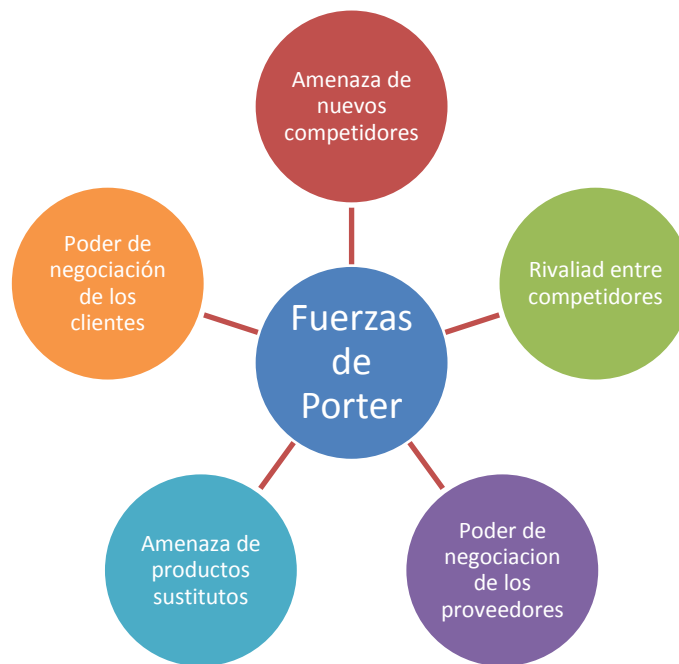 Amenaza de
nuevos
competidores
Poder de
negociación
de los
clientes
Rivaliad entre
competidores
Fuerzas
de
Porter
Amenaza de
productos
sustitutos
Poder de
negociacion
de los
proveedores